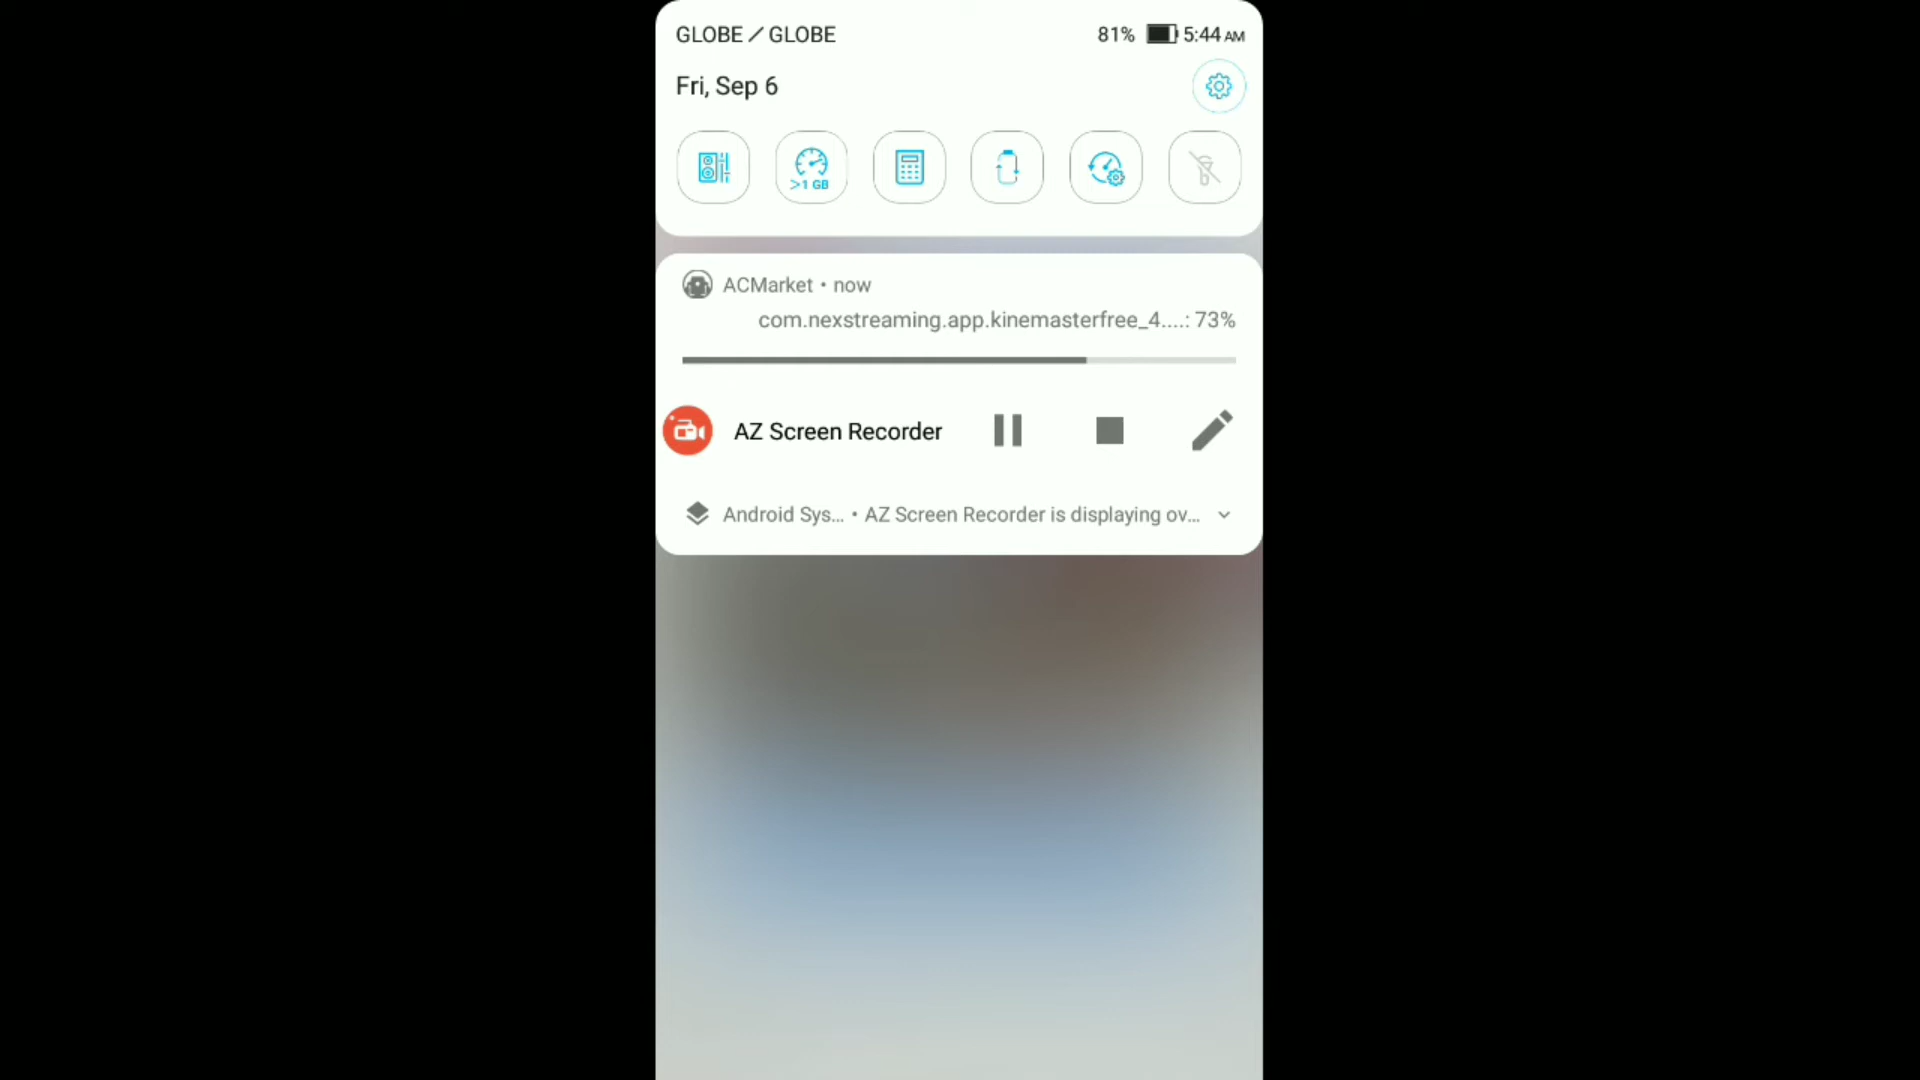 GLOBE / GLOBE 81% 5:44 AM
Fri, Sep 6
>1 GB
ACMarket • now
com.nexstreaming.app.kinemasterfree_4....: 73%
AZ Screen Recorder
Android Sys... • AZ Screen Recorder is displaying ov...